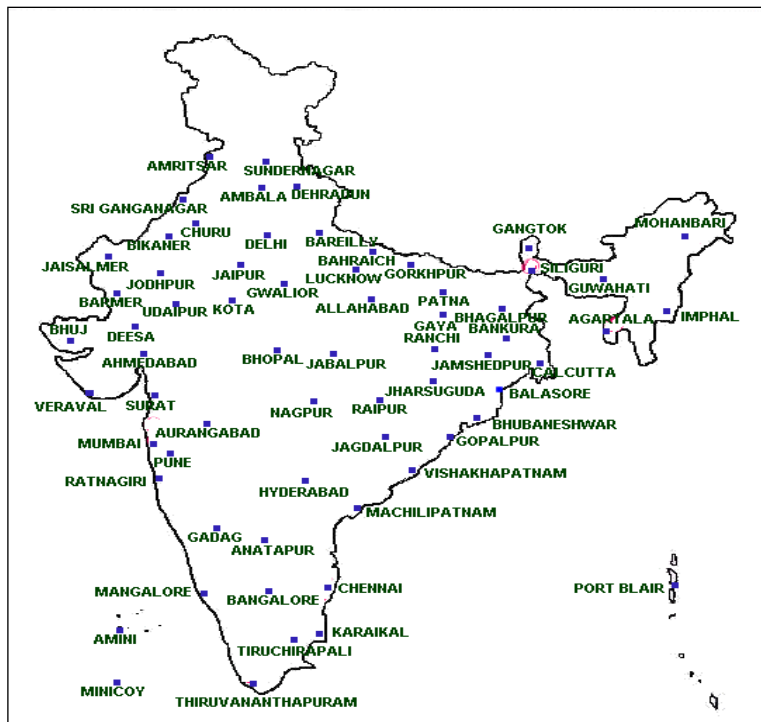 AMRITSAR
SUNDERNAGAR
AMBALA
DEHRADUN
SRI GANGANAGAR
CHURU
BIKANER
DELHI
BAREILLY
GANGTOK
MOHANBARI
JAISALMER
BAHRAICH
JODHPUR
JAIPUR
LUCKNOW
GORKHPUR
SILIGURI
GUWAHATI
BARMER
GWALIOR
UDAIPUR
KOTA
ALLAHABAD
PATNA
BHAGALPUR
AGARTALA
IMPHAL
BHUJ
DEESA
GAYA
BANKURA
RANCHI
AHMEDABAD
BHOPAL
JABALPUR
JAMSHEDPUR
CALCUTTA
JHARSUGUDA
BALASORE
VERAVAL
SURAT
NAGPUR
RAIPUR
AURANGABAD
BHUBANESHWAR
MUMBAI
JAGDALPUR
GOPALPUR
PUNE
RATNAGIRI
VISHAKHAPATNAM
HYDERABAD
MACHILIPATNAM
GADAG
ANATAPUR
MANGALORE
BANGALORE
CHENNAI
PORT BLAIR
AMINI
KARAIKAL
TIRUCHIRAPALI
MINICOY
THIRUVANANTHAPURAM